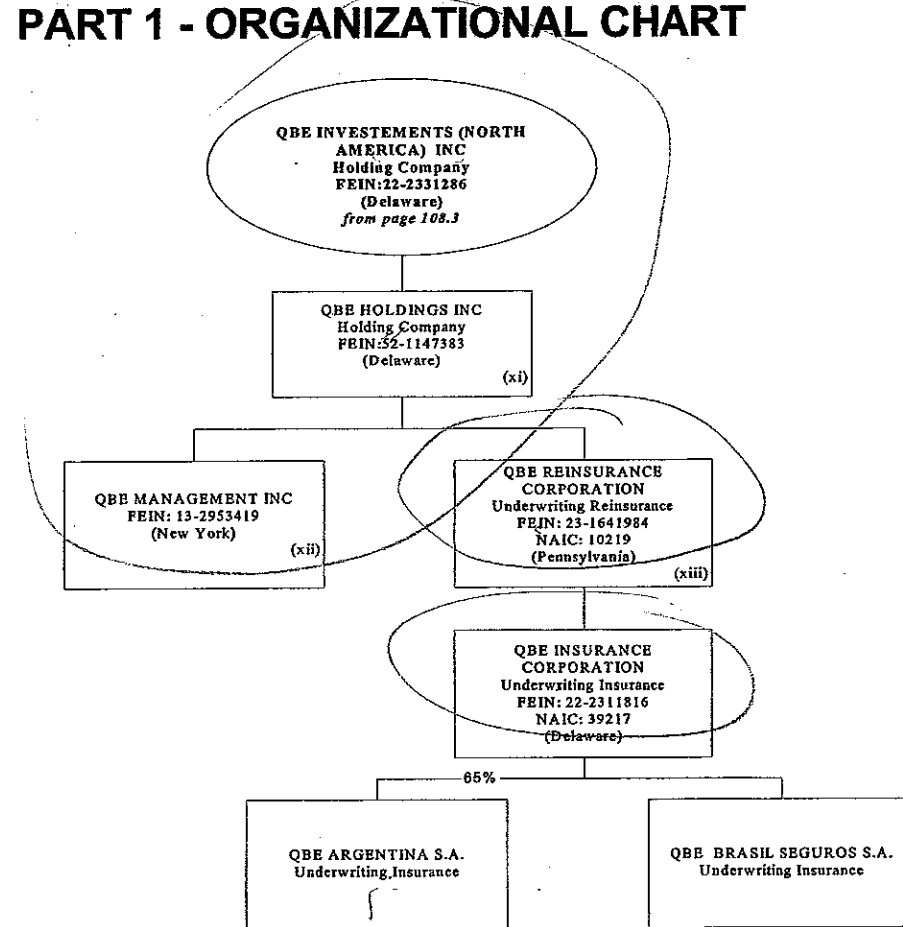 PART 1 - ORGANIZATIONAL CHART
QBE INVESTEMENTS (NORTH
AMERICA) INC
Holding Company
FEIN:22-2331286
(Delaware)
from page 108.3
QBE HOLDINGS INC
Holding Company
FEIN:52-1147383
(Delaware)
(xi)
QBE MANAGEMENT INC
FEIN: 13-2953419
(New York)
(xii)
QBE REINSURANCE
CORPORATION
Underwriting Reinsurance
FEIN: 23-1641984
NAIC: 10219
(Pennsylvania)
(xiii)
QBE INSURANCE
CORPORATION
Underwriting Insurance
FEIN: 22-2311816
NAIC: 39217
(Delaware)
65%
QBE ARGENTINA S.A.
Underwriting Insurance
QBE BRASIL SEGUROS S.A.
Underwriting Insurance